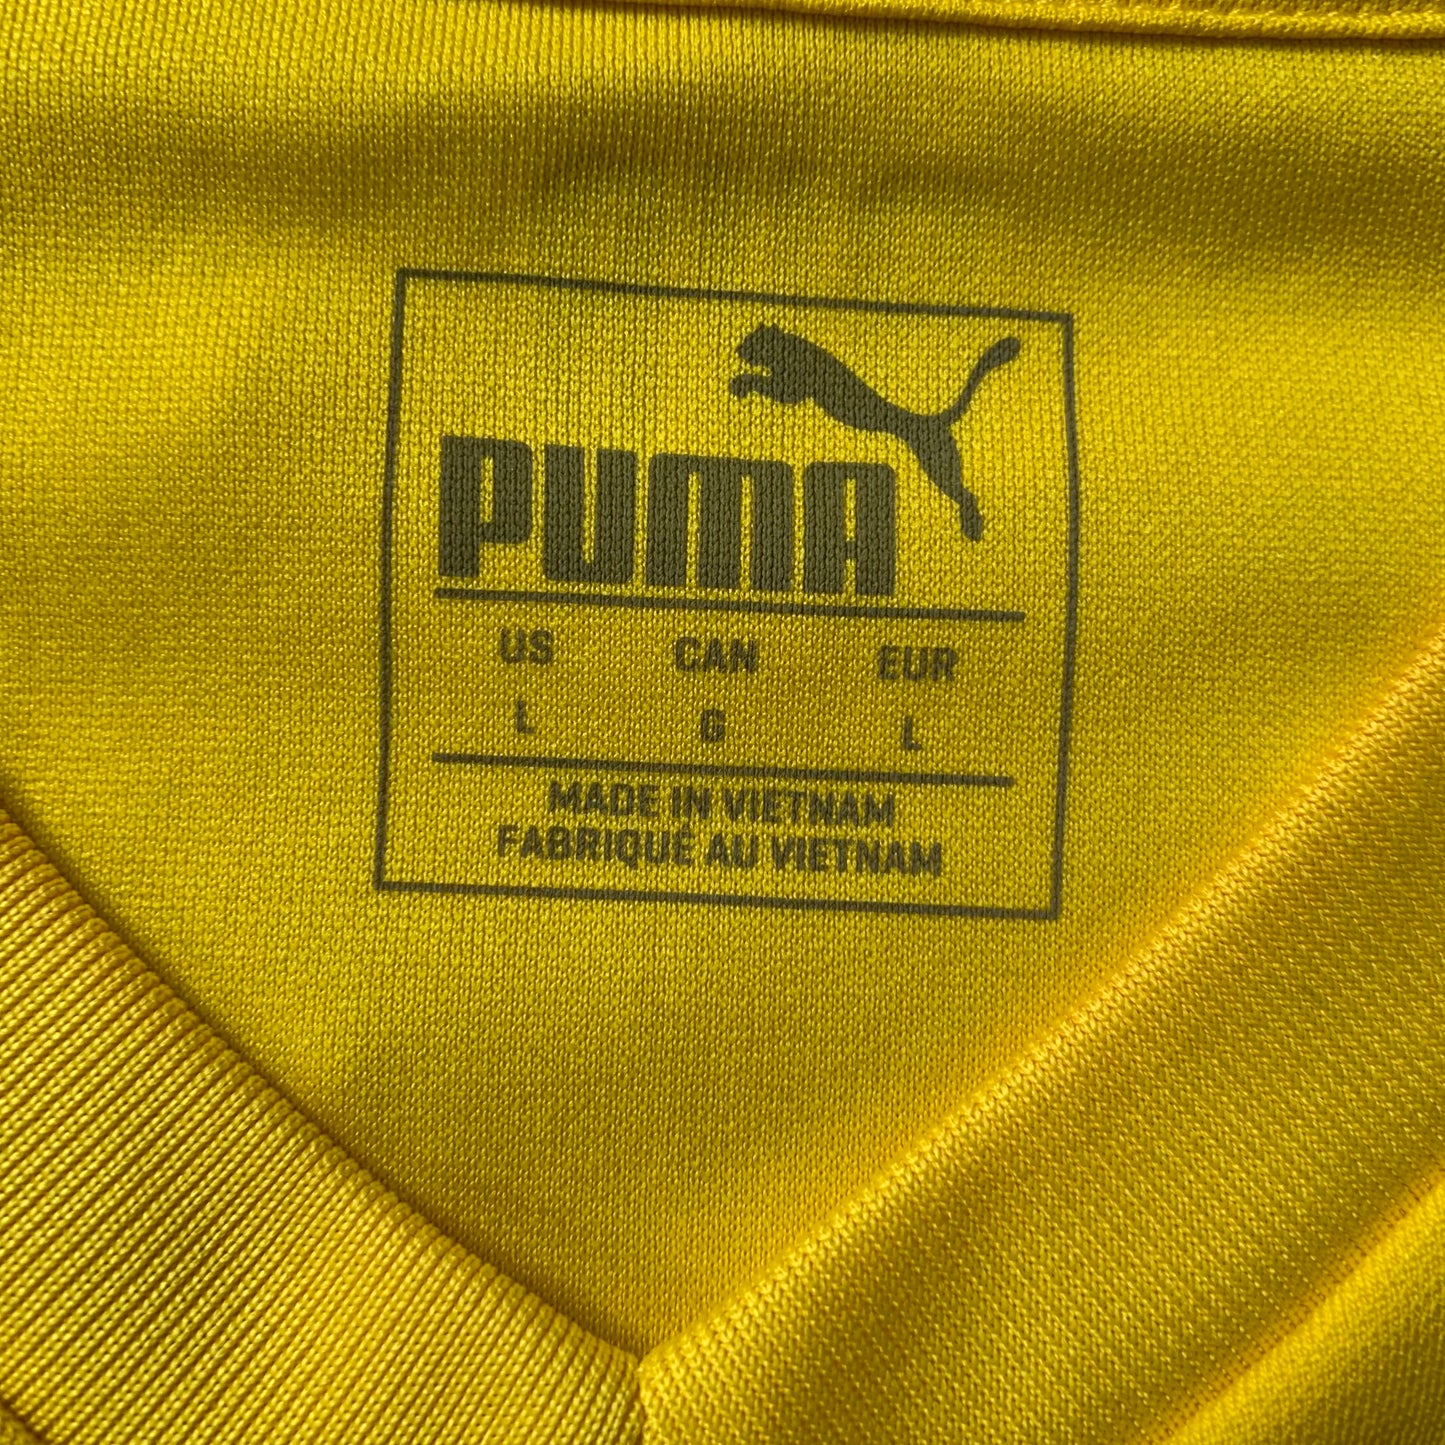 PUMA
US CAN EUR
L G L
MADE IN VIETNAM
FABRIQUÉ AU VIETNAM